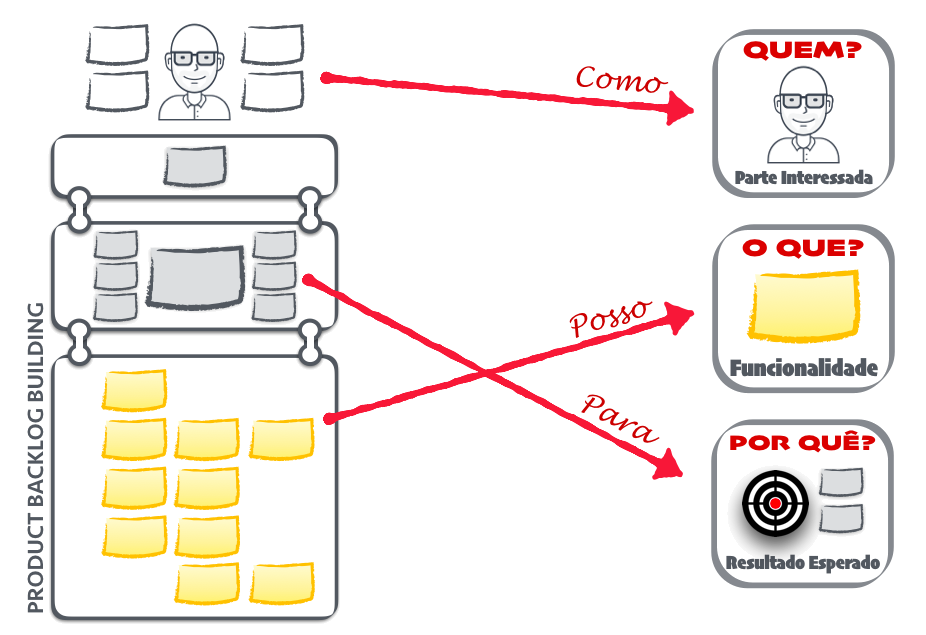 PRODUCT BACKLOG BUILDING
Como
QUEM?
Parte Interessada
Posso
O QUE?
Funcionalidade
Para
POR QUÊ?
Resultado Esperado